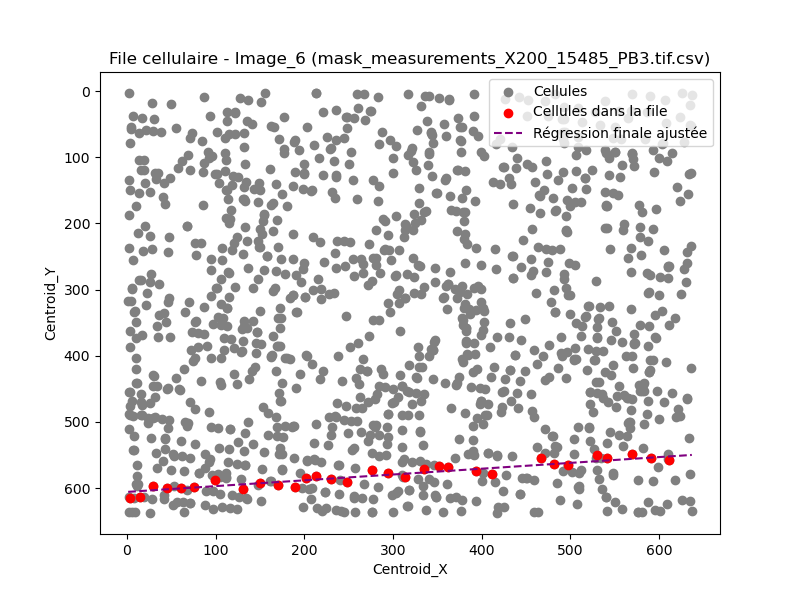 File cellulaire - Image_6 (mask_measurements_X200_15485_PB3.tif.csv)
Cellules
Cellules dans la file
Régression finale ajustée
0
100
200
300
400
500
600
Centroid_Y
0 100 200 300 400 500 600
Centroid_X